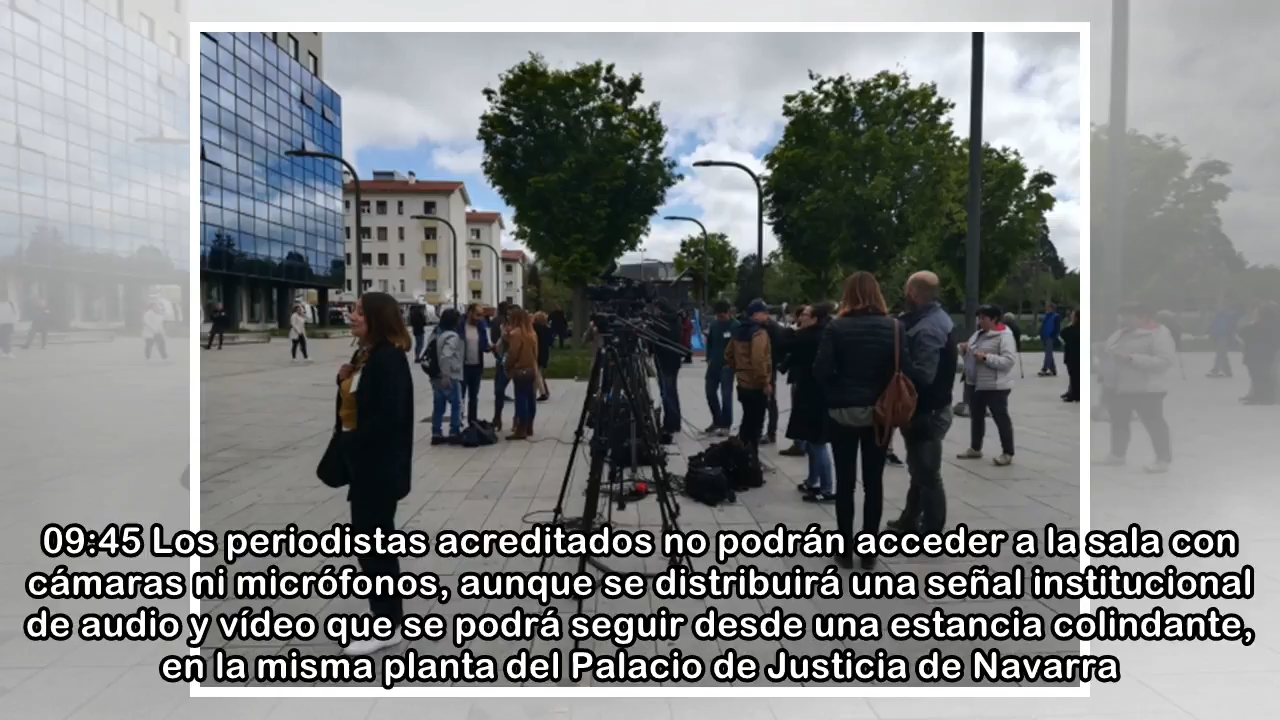 09:45 Los periodistas acreditados no podrán acceder a la sala con
cámaras ni micrófonos, aunque se distribuirá una señal institucional
de audio y vídeo que se podrá seguir desde una estancia colindante,
en la misma planta del Palacio de Justicia de Navarra